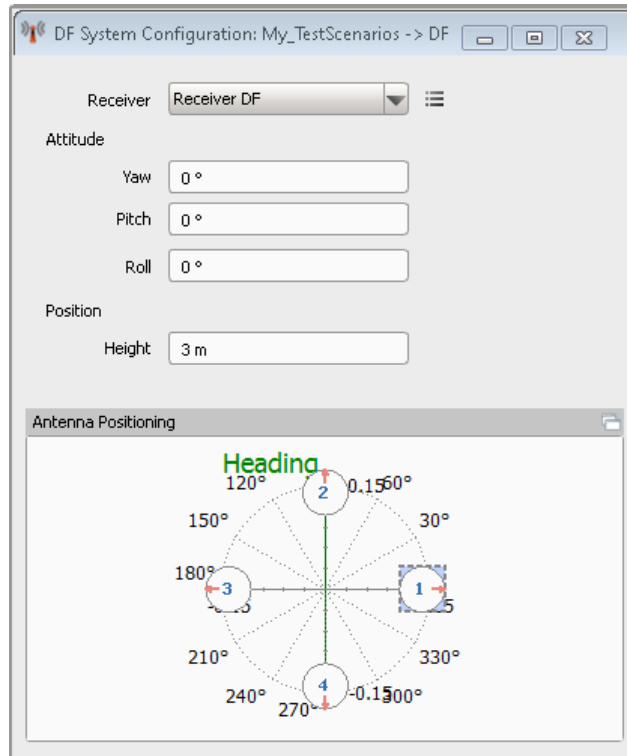 DF System Configuration: My_TestScenarios -> DF
Receiver Receiver DF
Attitude
Yaw 0 °
Pitch 0 °
Roll 0 °
Position
Height 3 m
Antenna Positioning
Heading
120° 2 0.15 60°
150° 30°
180° 3 1
210° 330°
240° 4 -0.15 300°
270°